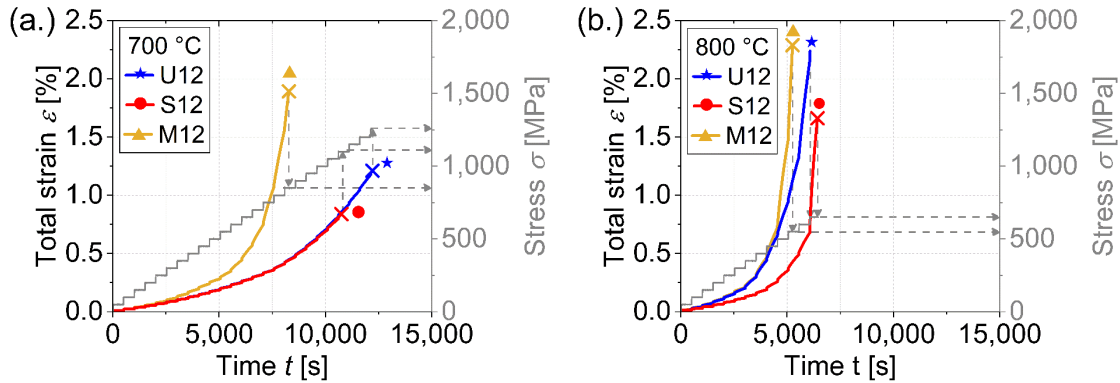 (a.)
Total strain ε [%]
2.5
2.0
1.5
1.0
0.5
0.0
700 °C
U12
S12
M12
2,000
1,500
1,000
500
0
Stress σ [MPa]
0
5,000
10,000
15,000
Time t [s]
(b.)
Total strain ε [%]
2.5
2.0
1.5
1.0
0.5
0.0
800 °C
U12
S12
M12
2,000
1,500
1,000
500
0
Stress σ [MPa]
0
5,000
10,000
15,000
Time t [s]